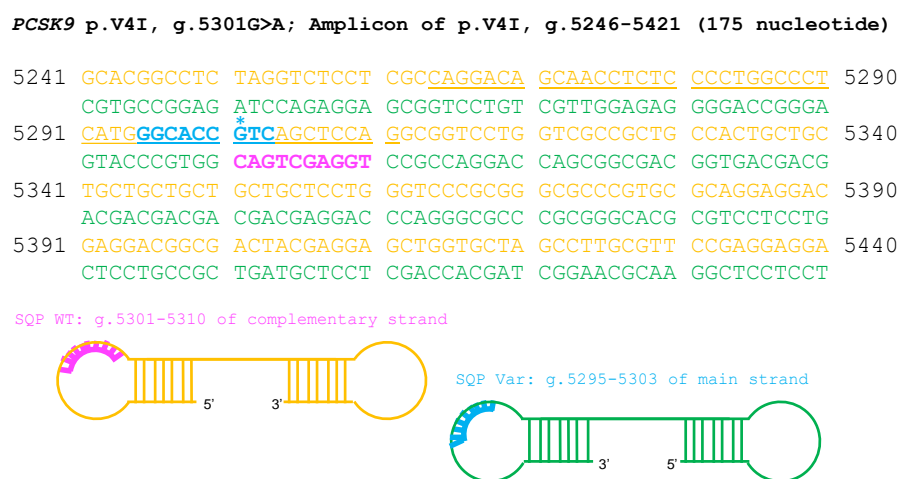 PCSK9 p.V4I, g.5301G>A; Amplicon of p.V4I, g.5246-5421 (175 nucleotide)
5241 GCACGGCCTC TAGGTCTCCT CGCCAGGACA GCAACCTCTC CCCTGGCCCT 5290
CGTGCCGGAG ATCCAGAGGA GCGGTCCTGT CGTTGGAGAG GGGACCGGGA
*
5291 CATGGGCACC GTCAGCTCCA GGCGGTCCTG GTCGCCGCTG CCACTGCTGC 5340
GTACCCGTGG CAGTCGAGGT CCGCCAGGAC CAGCGGCGAC GGTGACGACG
5341 TGCTGCTGCT GCTGCTCCTG GGTCCCGCGG GCGCCCGTGC GCAGGAGGAC 5390
ACGACGACGA CGACGAGGAC CCAGGGCGCC CGCGGGCACG CGTCCTCCTG
5391 GAGGACGGCG ACTACGAGGA GCTGGTGCTA GCCTTGCGTT CCGAGGAGGA 5440
CTCCTGCCGC TGATGCTCCT CGACCACGAT CGGAACGCAA GGCTCCTCCT
SQP WT: g.5301-5310 of complementary strand
5' 3'
SQP Var: g.5295-5303 of main strand
3' 5'